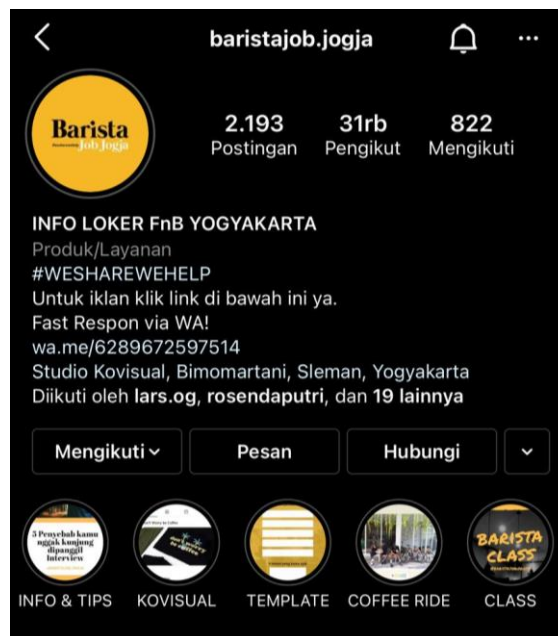 baristajob.jogja
Barista
Job Jogja
2.193 31rb 822
Postingan Pengikut Mengikuti
INFO LOKER FnB YOGYAKARTA
Produk/Layanan
#WESHAREWEHELP
Untuk iklan klik link di bawah ini ya.
Fast Respon via WA!
wa.me/6289672597514
Studio Kovisual, Bimomartani, Sleman, Yogyakarta
Diikuti oleh lars.og, rosendaputri, dan 19 lainnya
Mengikuti Pesan Hubungi
5 Penyebab kamu
nggak kunjung
dipanggil
Interview
BARISTA
CLASS
INFO & TIPS KOVISUAL TEMPLATE COFFEE RIDE CLASS